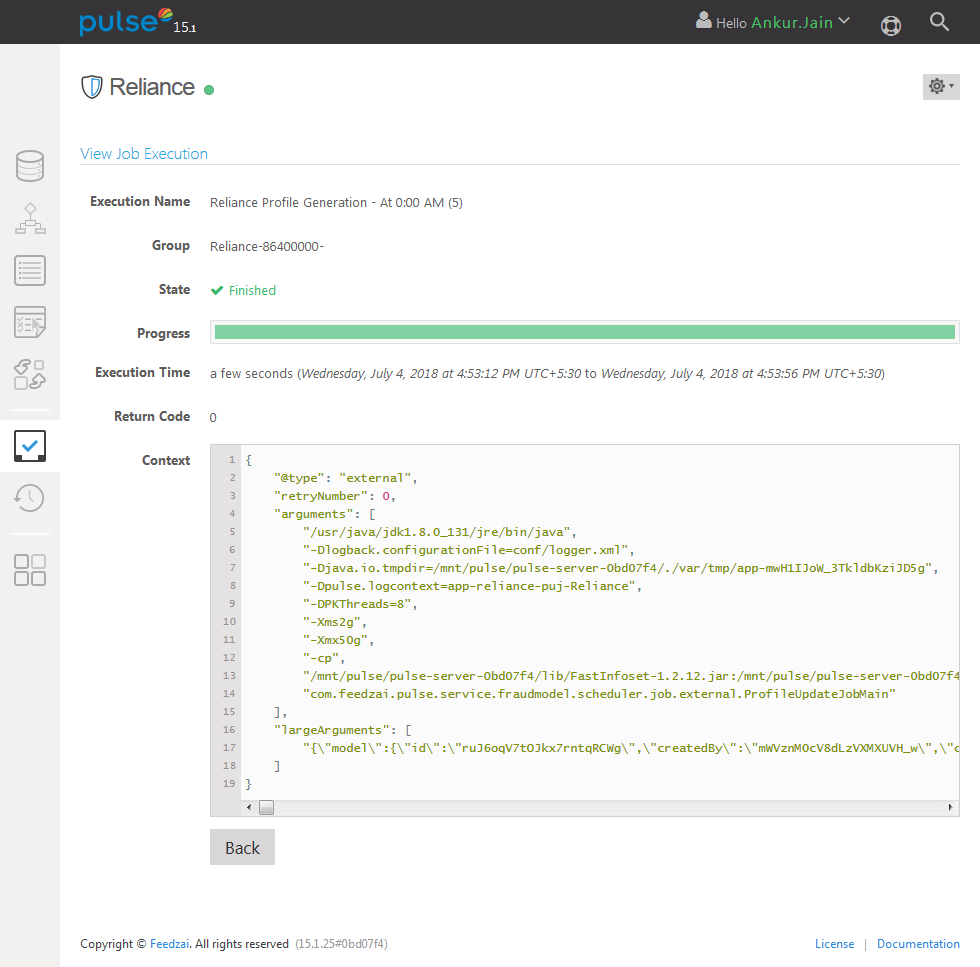 pulse 15.1
Hello Ankur.Jain
Reliance
View Job Execution
Execution Name Reliance Profile Generation - At 0:00 AM (5)
Group Reliance-86400000-
State Finished
Progress
Execution Time a few seconds (Wednesday, July 4, 2018 at 4:53:12 PM UTC+5:30 to Wednesday, July 4, 2018 at 4:53:56 PM UTC+5:30)
Return Code 0
Context
1 {
2 "@type": "external",
3 "retryNumber": 0,
4 "arguments": [
5 "/usr/java/jdk1.8.0_131/jre/bin/java",
6 "-Dlogback.configurationFile=conf/logger.xml",
7 "-Djava.io.tmpdir=/mnt/pulse/pulse-server-0bd07f4/./var/tmp/app-mwH1IJoW_3TkldbKziJD5g",
8 "-Dpulse.logcontext=app-reliance-puj-Reliance",
9 "-DPKThreads=8",
10 "-Xms2g",
11 "-Xmx50g",
12 "-cp",
13 "/mnt/pulse/pulse-server-0bd07f4/lib/FastInfoset-1.2.12.jar:/mnt/pulse/pulse-server-0bd07f4
14 "com.feedzai.pulse.service.fraudmodel.scheduler.job.external.ProfileUpdateJobMain"
15 ],
16 "largeArguments": [
17 "{\"model\":{\"id\":\"ruJ6oqV7tOJkx7rntqRCWg\",\"createdBy\":\"mWVznMOcV8dLzVXMXUVH_w\",\"c
18 ]
19 }
Back
Copyright © Feedzai. All rights reserved (15.1.25#0bd07f4)
License | Documentation